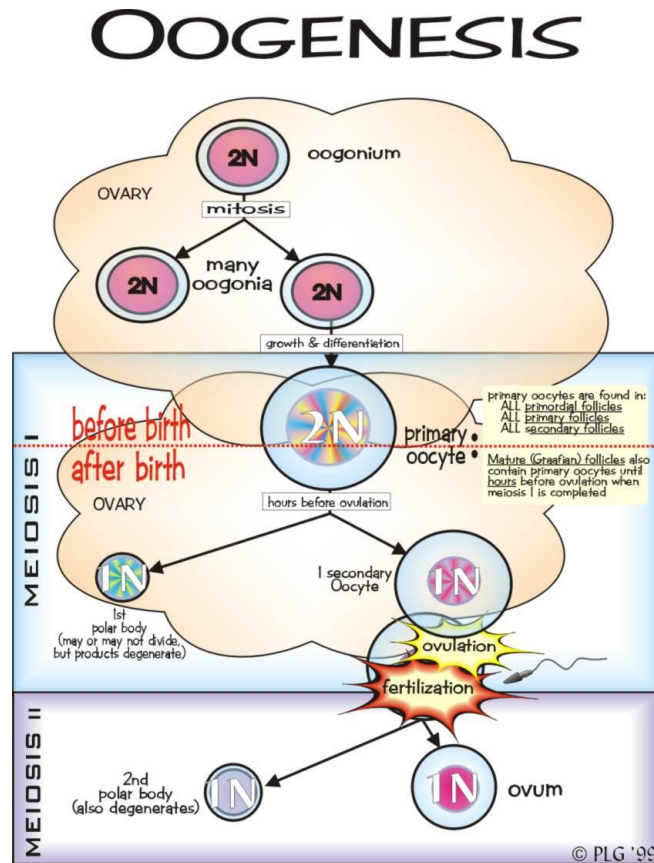 OOGENESIS
2N
oogonium
OVARY
mitosis
2N
many
oogonia
2N
growth & differentiation
MEIOSIS I
2N
before birth
after birth
primary
oocyte
primary oocytes are found in:
ALL primordial follicles
ALL primary follicles
ALL secondary follicles
Mature (Graafian) follicles also
contain primary oocytes until
hours before ovulation when
meiosis I is completed
OVARY
hours before ovulation
1N
1st
polar body
(may or may not divide,
but products degenerate)
1 secondary
Oocyte
1N
ovulation
fertilization
MEIOSIS II
2nd
polar body
(also degenerates)
1N
1N
ovum
© PLG '99